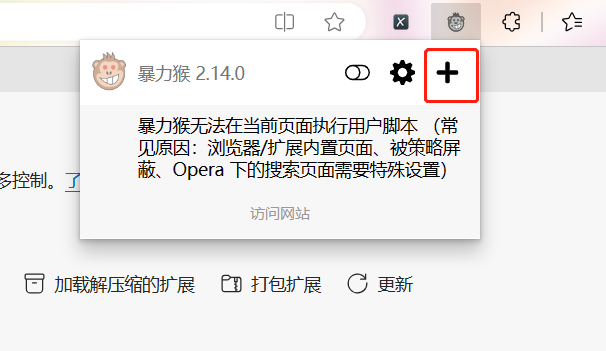 暴力猴 2.14.0
暴力猴无法在当前页面执行用户脚本 （常
见原因：浏览器/扩展内置页面、被策略屏
蔽、Opera 下的搜索页面需要特殊设置）
多控制。了
访问网站
加载解压缩的扩展 打包扩展 更新